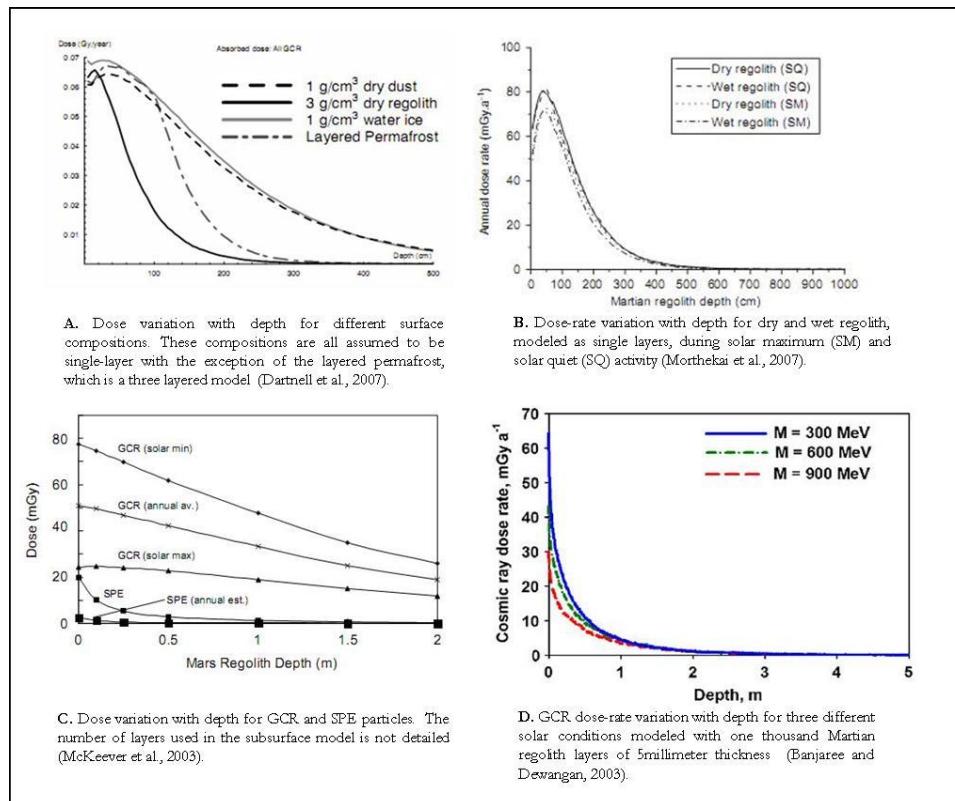 Dose (Gy/year)
Absorbed dose: All GCR
0.07
0.06
0.05
0.04
0.03
0.02
0.01
1 g/cm³ dry dust
3 g/cm³ dry regolith
1 g/cm³ water ice
Layered Permafrost
Depth (cm)
100 200 300 400 500
A. Dose variation with depth for different surface
compositions. These compositions are all assumed to be
single-layer with the exception of the layered permafrost,
which is a three layered model (Dartnell et al., 2007).
100
80
60
40
20
0
Annual dose rate (mGy.a⁻¹)
Dry regolith (SQ)
Wet regolith (SQ)
Dry regolith (SM)
Wet regolith (SM)
0 100 200 300 400 500 600 700 800 900 1000
Martian regolith depth (cm)
B. Dose-rate variation with depth for dry and wet regolith,
modeled as single layers, during solar maximum (SM) and
solar quiet (SQ) activity (Morthekai et al., 2007).
80
60
40
20
0
Dose (mGy)
GCR (solar min)
GCR (annual av.)
GCR (solar max)
SPE
SPE (annual est.)
0 0.5 1 1.5 2
Mars Regolith Depth (m)
C. Dose variation with depth for GCR and SPE particles. The
number of layers used in the subsurface model is not detailed
(McKeever et al., 2003).
70
60
50
40
30
20
10
0
Cosmic ray dose rate, mGy a⁻¹
M = 300 MeV
M = 600 MeV
M = 900 MeV
0 1 2 3 4 5
Depth, m
D. GCR dose-rate variation with depth for three different
solar conditions modeled with one thousand Martian
regolith layers of 5millimeter thickness (Banjaree and
Dewangan, 2003).